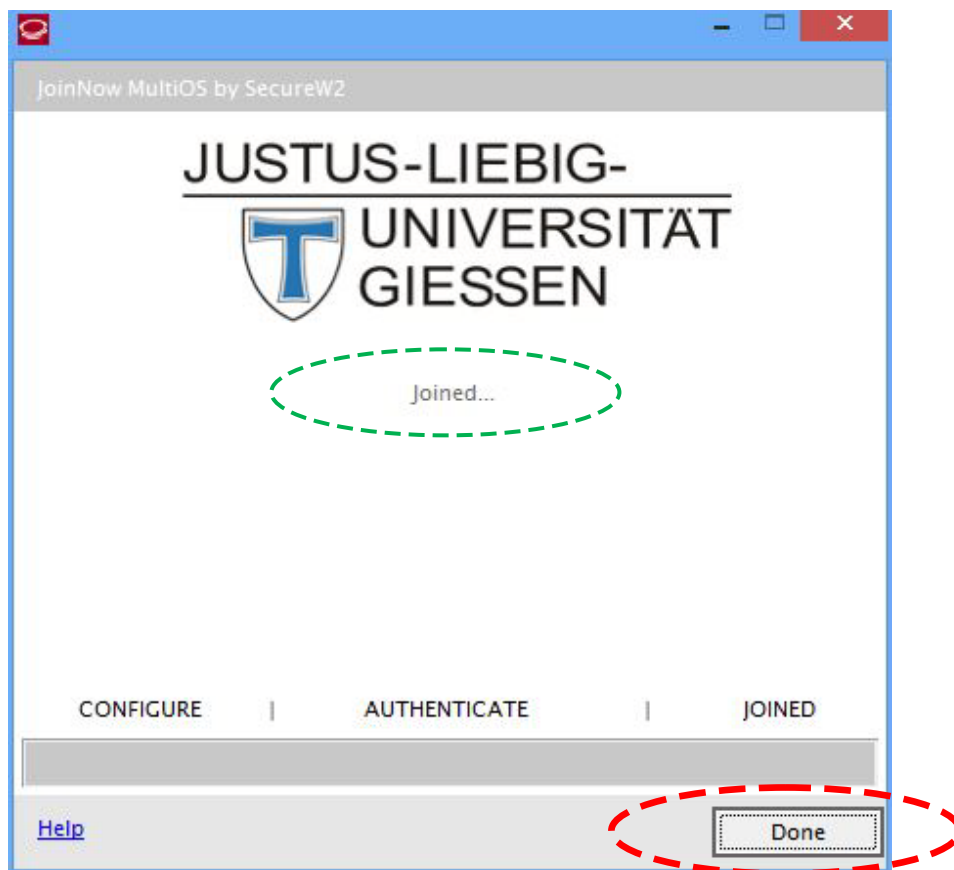 JoinNow MultiOS by SecureW2
JUSTUS-LIEBIG-
UNIVERSITÄT
GIESSEN
Joined...
CONFIGURE | AUTHENTICATE | JOINED
Help
Done